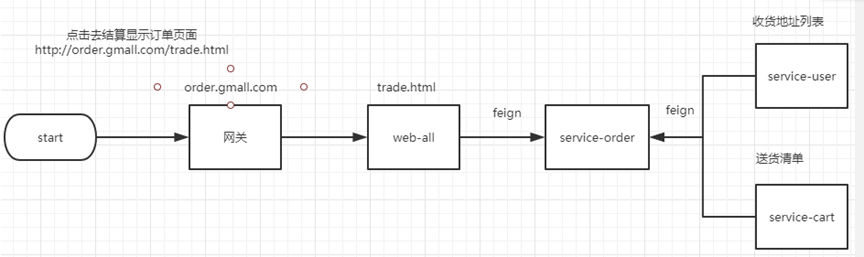 点击去结算显示订单页面
http://order.gmall.com/trade.html
order.gmall.com
trade.html
start
网关
web-all
feign
service-order
feign
收货地址列表
service-user
送货清单
service-cart